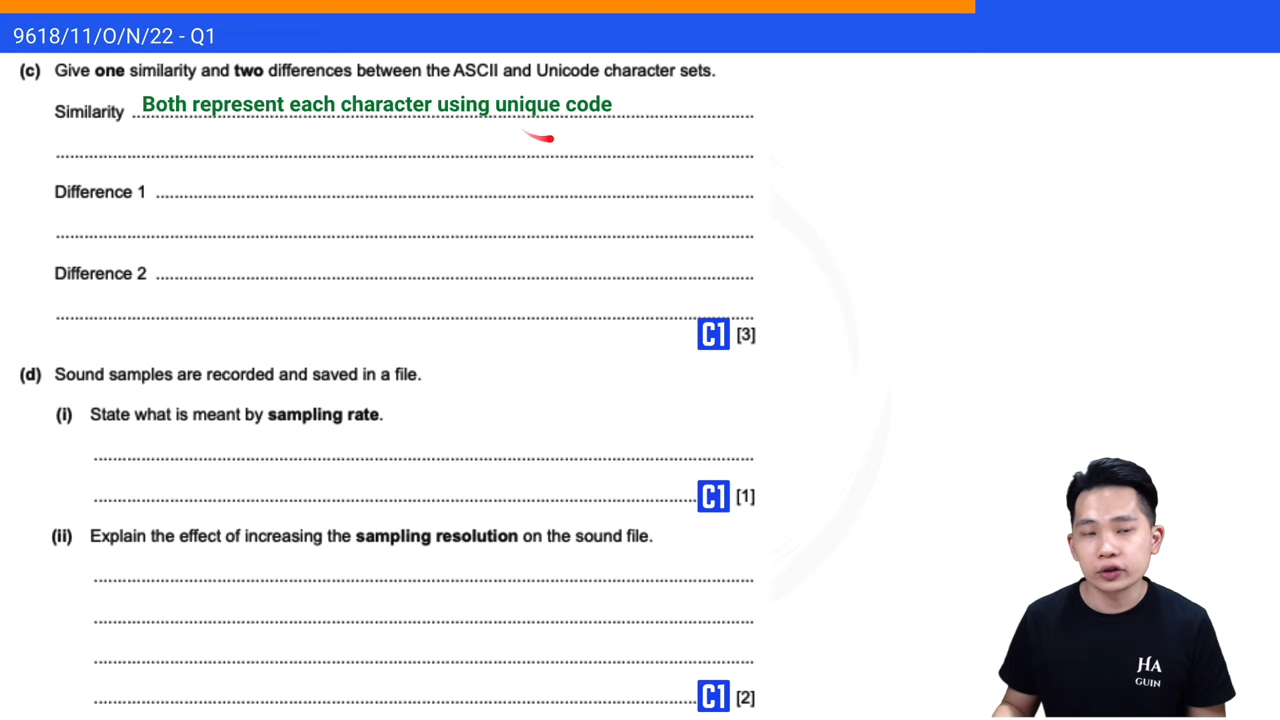 9618/11/O/N/22 - Q1
(c) Give one similarity and two differences between the ASCII and Unicode character sets.
Similarity Both represent each character using unique code
Difference 1
Difference 2
C1 [3]
(d) Sound samples are recorded and saved in a file.
(i) State what is meant by sampling rate.
C1 [1]
(ii) Explain the effect of increasing the sampling resolution on the sound file.
C1 [2]
HA
GUIN